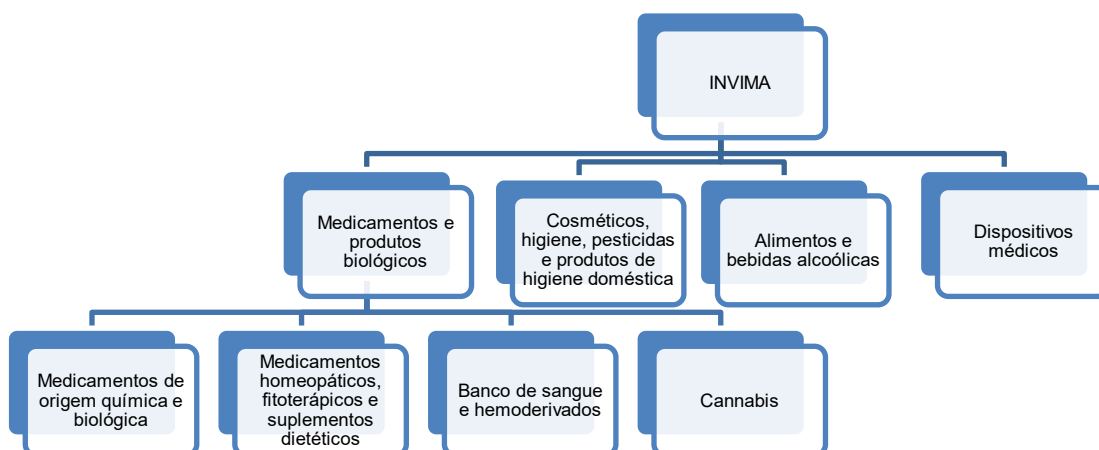 INVIMA
Medicamentos e
produtos
biológicos
Cosméticos,
higiene, pesticidas
e produtos de
higiene doméstica
Alimentos e
bebidas alcoólicas
Dispositivos
médicos
Medicamentos de
origem química e
biológica
Medicamentos
homeopáticos,
fitoterápicos e
suplementos
dietéticos
Banco de sangue
e hemoderivados
Cannabis